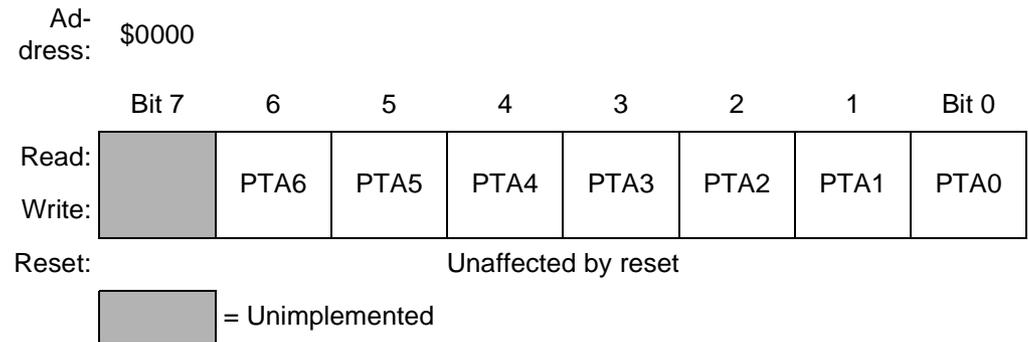 Ad-
dress: $0000
Bit 7 6 5 4 3 2 1 Bit 0
Read:
PTA6 PTA5 PTA4 PTA3 PTA2 PTA1 PTA0
Write:
Reset: Unaffected by reset
= Unimplemented